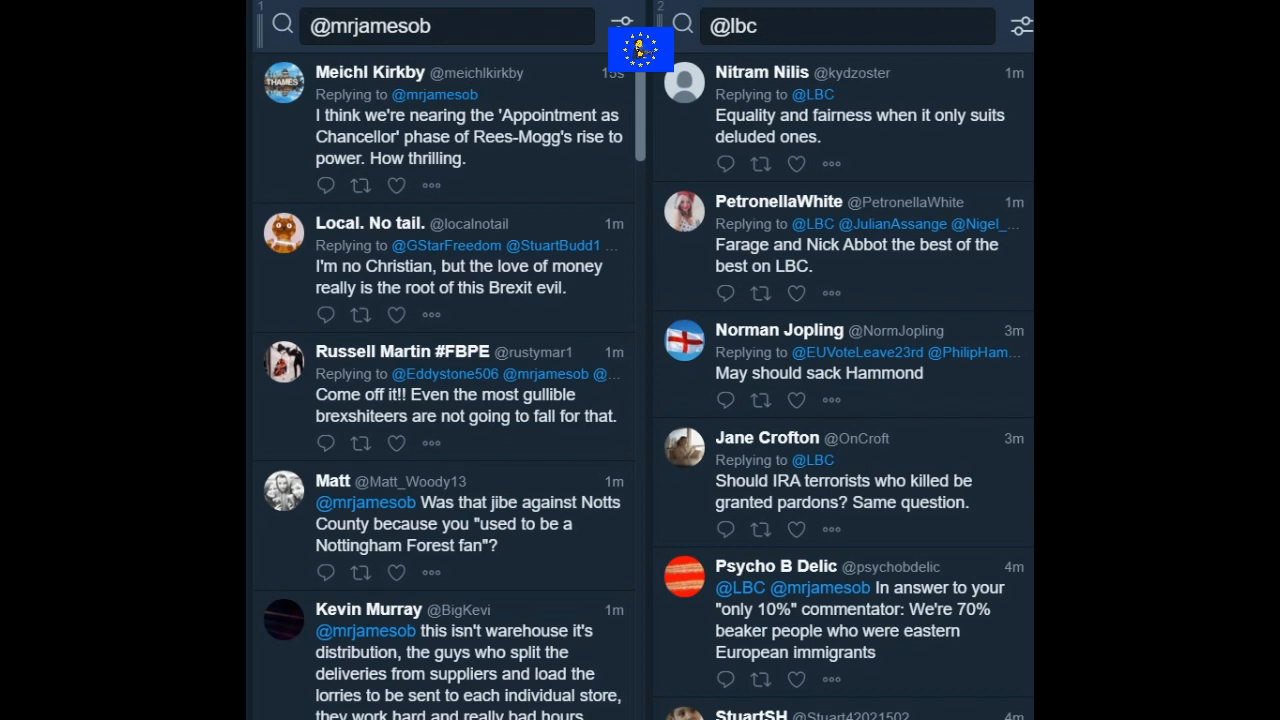 1
@mrjamesob
Meichl Kirkby @meichlkirkby 15s
Replying to @mrjamesob
I think we're nearing the 'Appointment as
Chancellor' phase of Rees-Mogg's rise to
power. How thrilling.
Local. No tail. @localnotail 1m
Replying to @GStarFreedom @StuartBudd1 ...
I'm no Christian, but the love of money
really is the root of this Brexit evil.
Russell Martin #FBPE @rustymar1 1m
Replying to @Eddystone506 @mrjamesob @...
Come off it!! Even the most gullible
brexshiteers are not going to fall for that.
Matt @Matt_Woody13 1m
@mrjamesob Was that jibe against Notts
County because you "used to be a
Nottingham Forest fan"?
Kevin Murray @BigKevi 1m
@mrjamesob this isn't warehouse it's
distribution, the guys who split the
deliveries from suppliers and load the
lorries to be sent to each individual store,
they work hard and really bad hours
2
@lbc
Nitram Nilis @kydzoster 1m
Replying to @LBC
Equality and fairness when it only suits
deluded ones.
PetronellaWhite @PetronellaWhite 1m
Replying to @LBC @JulianAssange @Nigel_...
Farage and Nick Abbot the best of the
best on LBC.
Norman Jopling @NormJopling 3m
Replying to @EUVoteLeave23rd @PhilipHam...
May should sack Hammond
Jane Crofton @OnCroft 3m
Replying to @LBC
Should IRA terrorists who killed be
granted pardons? Same question.
Psycho B Delic @psychobdelic 4m
@LBC @mrjamesob In answer to your
"only 10%" commentator: We're 70%
beaker people who were eastern
European immigrants
StuartSH @Stuart42021502 4m
THAMES